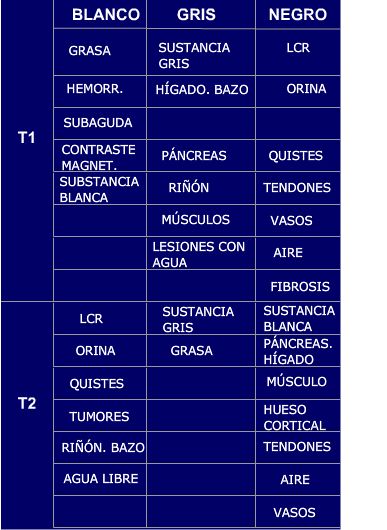 BLANCO GRIS NEGRO
T1
GRASA SUSTANCIA GRIS LCR
HEMORR. HÍGADO. BAZO ORINA
SUBAGUDA
CONTRASTE MAGNET. PÁNCREAS QUISTES
SUBSTANCIA BLANCA RIÑÓN TENDONES
MÚSCULOS VASOS
LESIONES CON AGUA AIRE
FIBROSIS
T2
LCR SUSTANCIA GRIS SUSTANCIA BLANCA
ORINA GRASA PÁNCREAS. HÍGADO
QUISTES MÚSCULO
TUMORES HUESO CORTICAL
RIÑÓN. BAZO TENDONES
AGUA LIBRE AIRE
VASOS